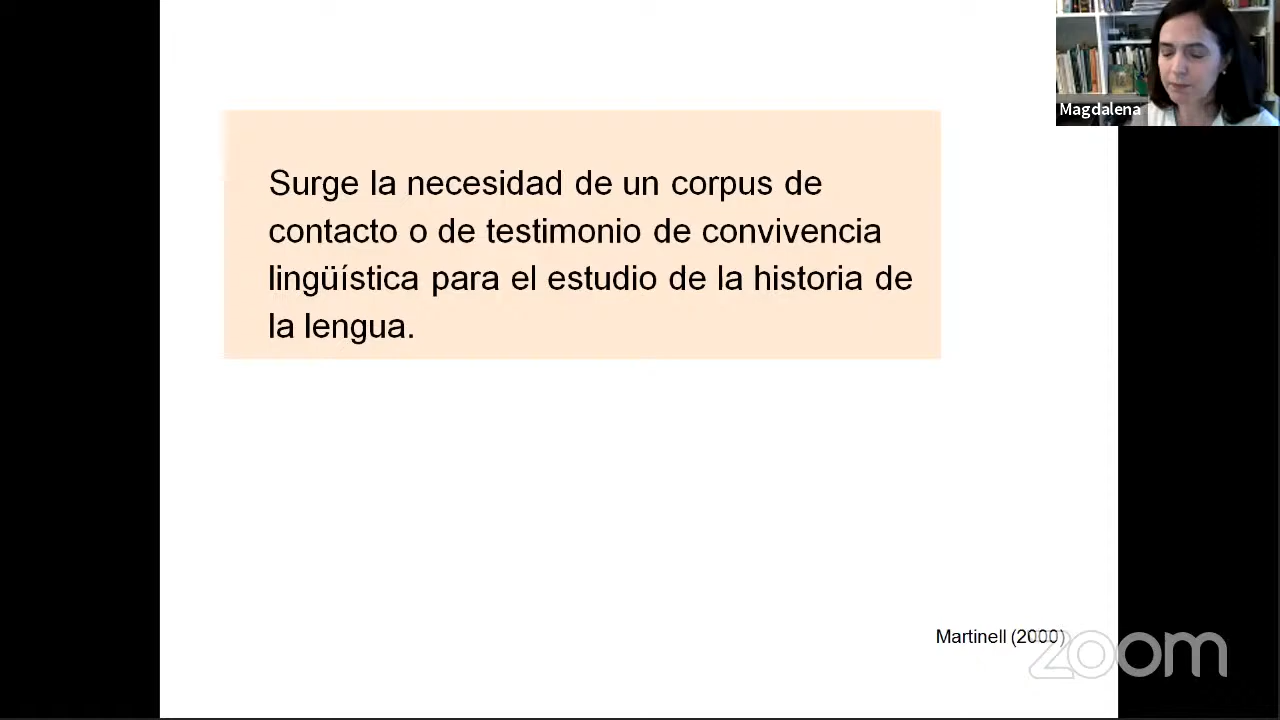 Magdalena
Surge la necesidad de un corpus de
contacto o de testimonio de convivencia
lingüística para el estudio de la historia de
la lengua.
Martinell (2000)
zoom